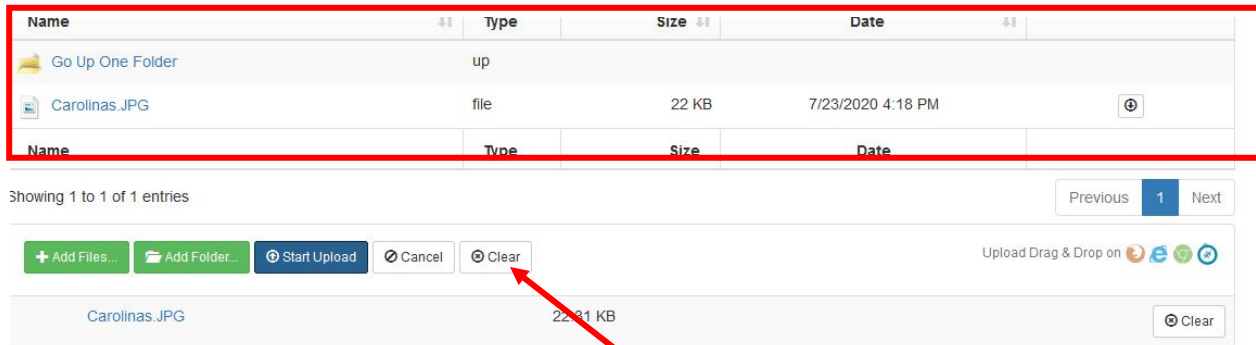 Name Type Size Date
Go Up One Folder up
Carolinas.JPG file 22 KB 7/23/2020 4:18 PM
Name Type Size Date
Showing 1 to 1 of 1 entries Previous 1 Next
Add Files... Add Folder... Start Upload Cancel Clear Upload Drag & Drop on
Carolinas.JPG 22.31 KB Clear